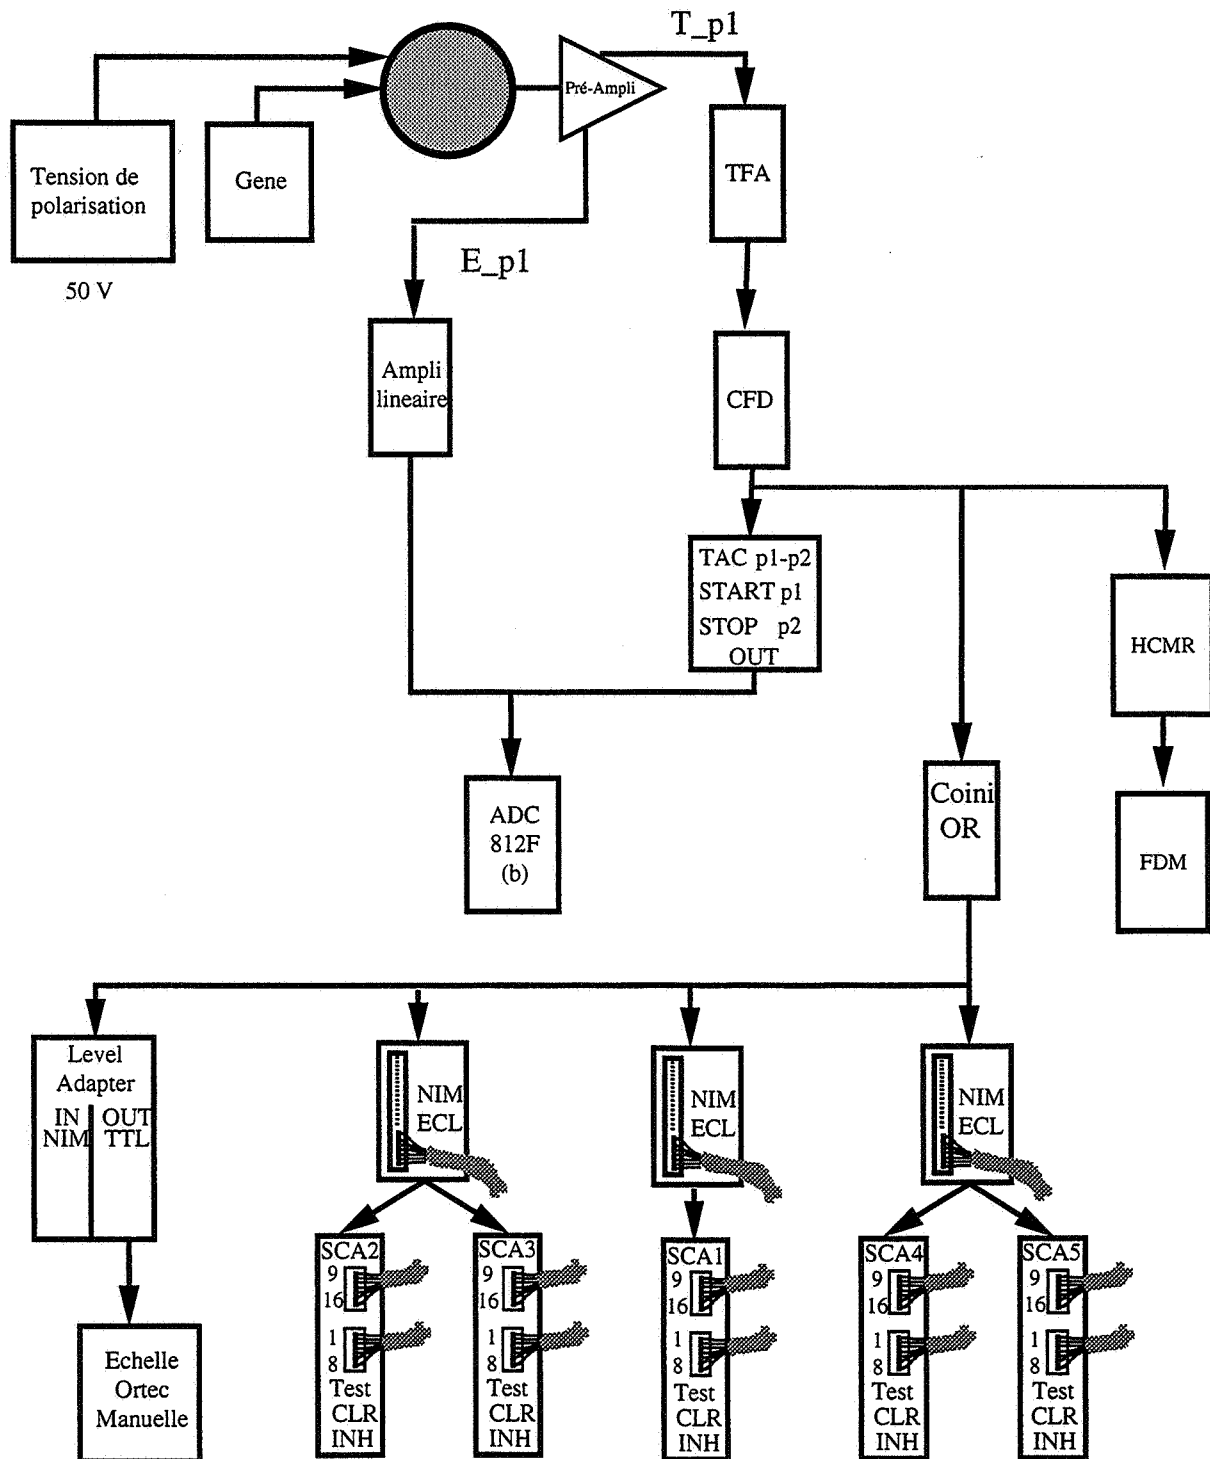 T_p1
Pré-Ampli
Tension de
polarisation
Gene
TFA
50 V
E_p1
Ampli
lineaire
CFD
TAC p1-p2
START p1
STOP p2
OUT
HCMR
Coini
OR
ADC
812F
(b)
FDM
Level
Adapter
IN OUT
NIM TTL
NIM
ECL
NIM
ECL
NIM
ECL
SCA2
9
16
1
8
Test
CLR
INH
SCA3
9
16
1
8
Test
CLR
INH
SCA1
9
16
1
8
Test
CLR
INH
SCA4
9
16
1
8
Test
CLR
INH
SCA5
9
16
1
8
Test
CLR
INH
Echelle
Ortec
Manuelle